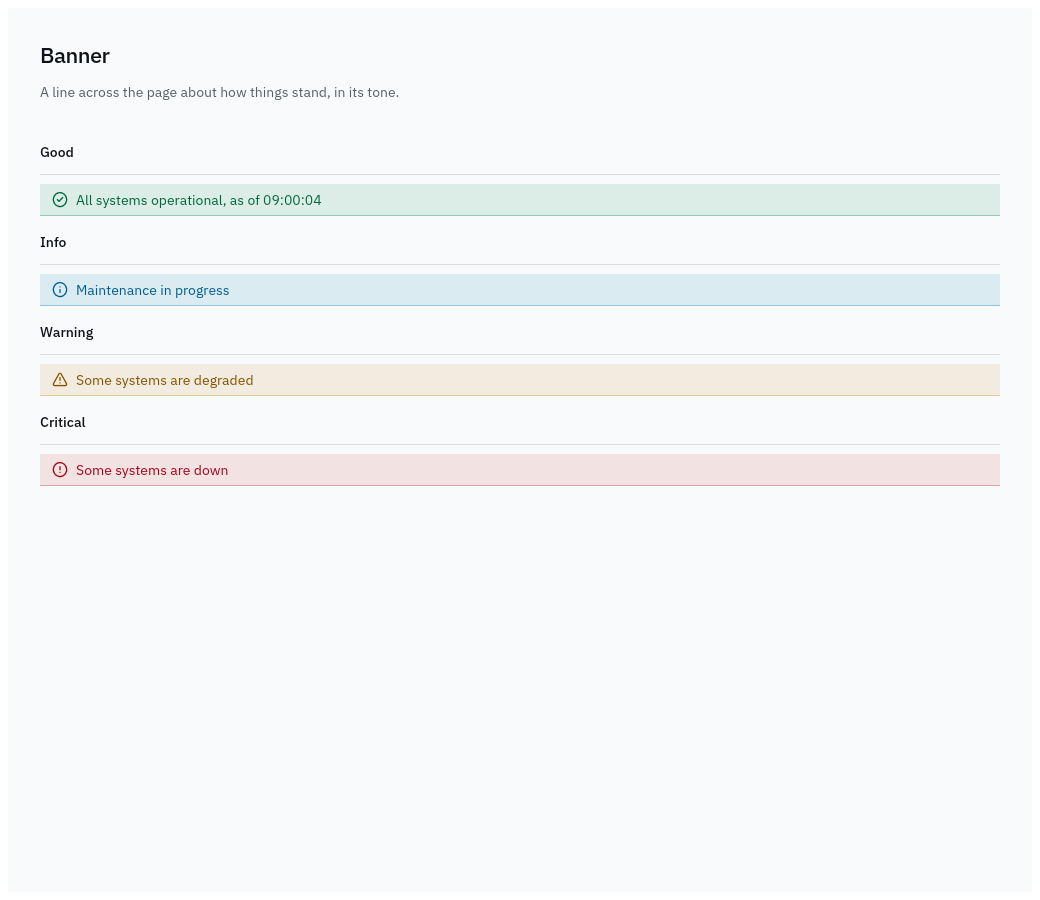 Banner
A line across the page about how things stand, in its tone.
Good
All systems operational, as of 09:00:04
Info
Maintenance in progress
Warning
Some systems are degraded
Critical
Some systems are down